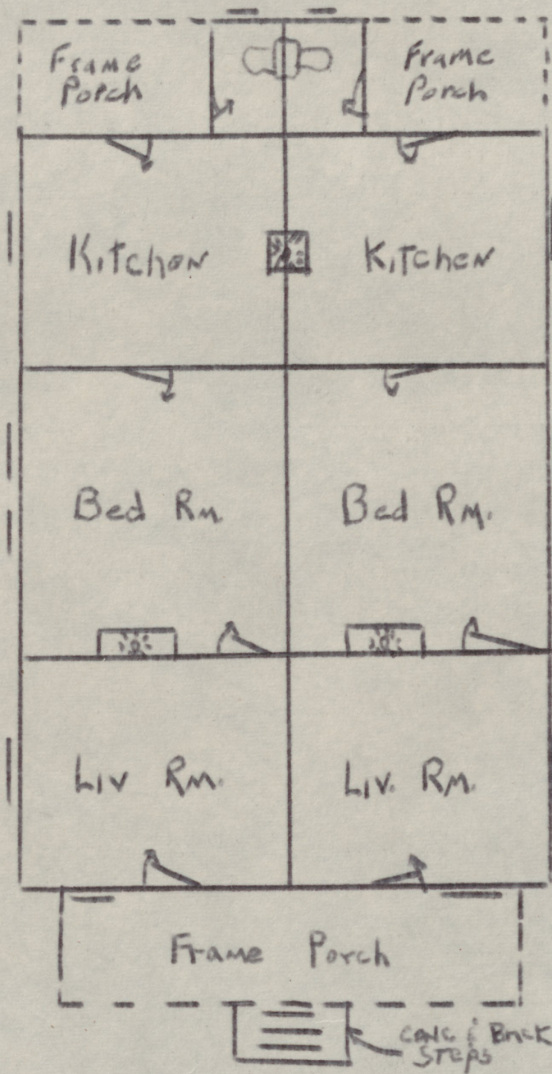 Frame
Porch
Frame
Porch
Kitchen
Kitchen
Bed Rm.
Bed Rm.
Liv Rm.
Liv. Rm.
Frame Porch
conc & Brick
Steps